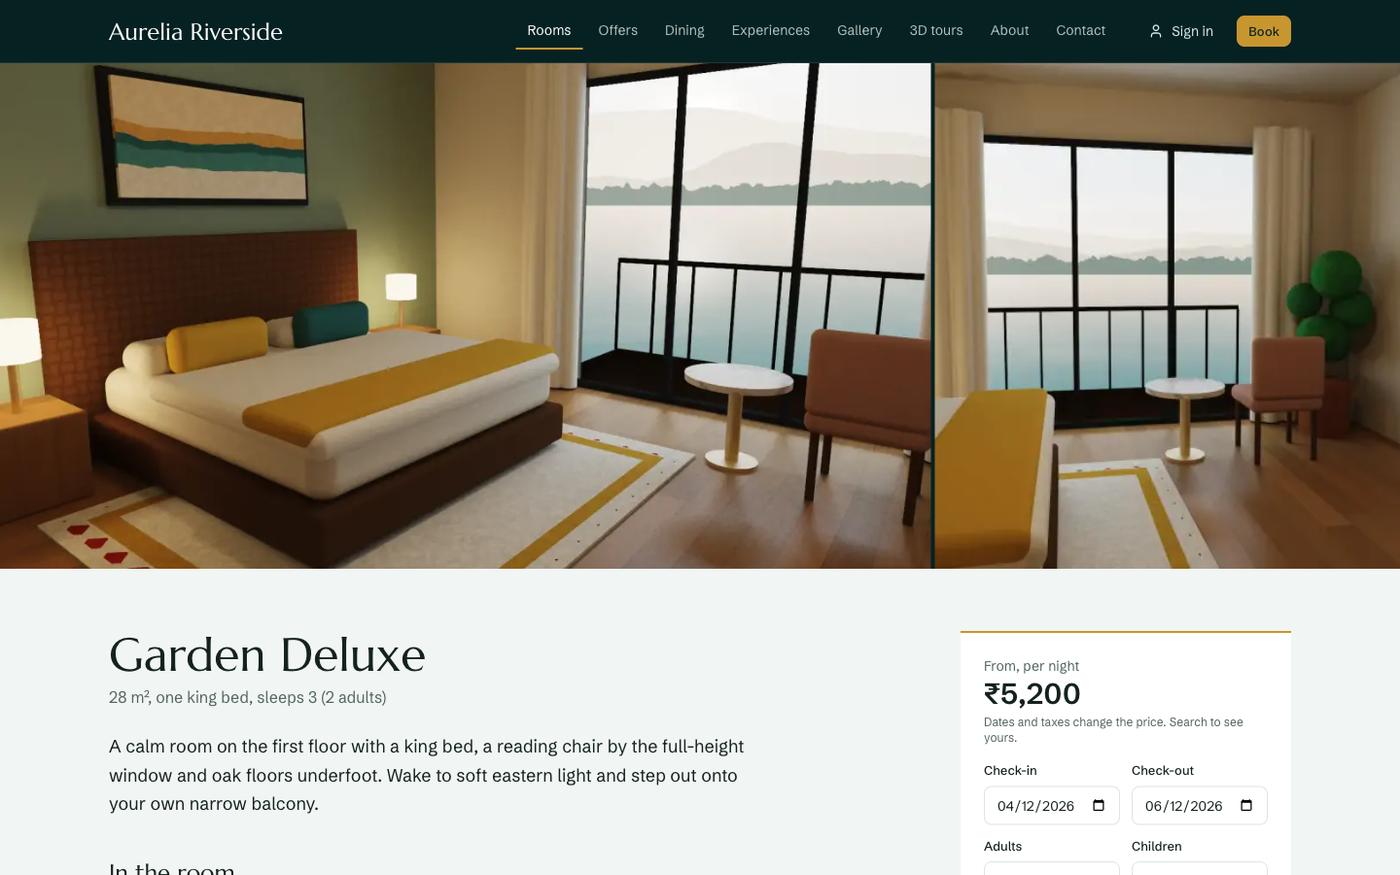 Aurelia Riverside
Rooms
Offers
Dining
Experiences
Gallery
3D tours
About
Contact
Sign in
Book
Garden Deluxe
28 m², one king bed, sleeps 3 (2 adults)
A calm room on the first floor with a king bed, a reading chair by the full-height
window and oak floors underfoot. Wake to soft eastern light and step out onto
your own narrow balcony.
In the room
From, per night
₹5,200
Dates and taxes change the price. Search to see
yours.
Check-in
Check-out
04/12/2026
06/12/2026
Adults
Children